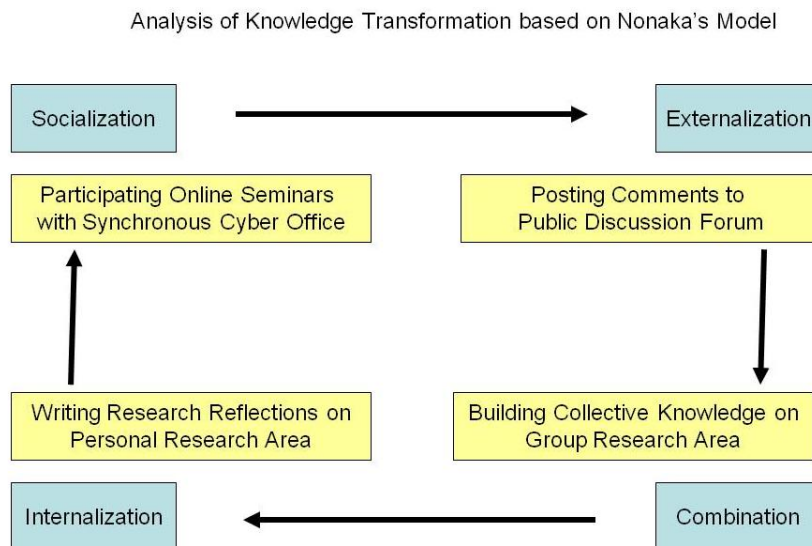 Analysis of Knowledge Transformation based on Nonaka's Model
Socialization
Externalization
Participating Online Seminars
with Synchronous Cyber Office
Posting Comments to
Public Discussion Forum
Writing Research Reflections on
Personal Research Area
Building Collective Knowledge on
Group Research Area
Internalization
Combination